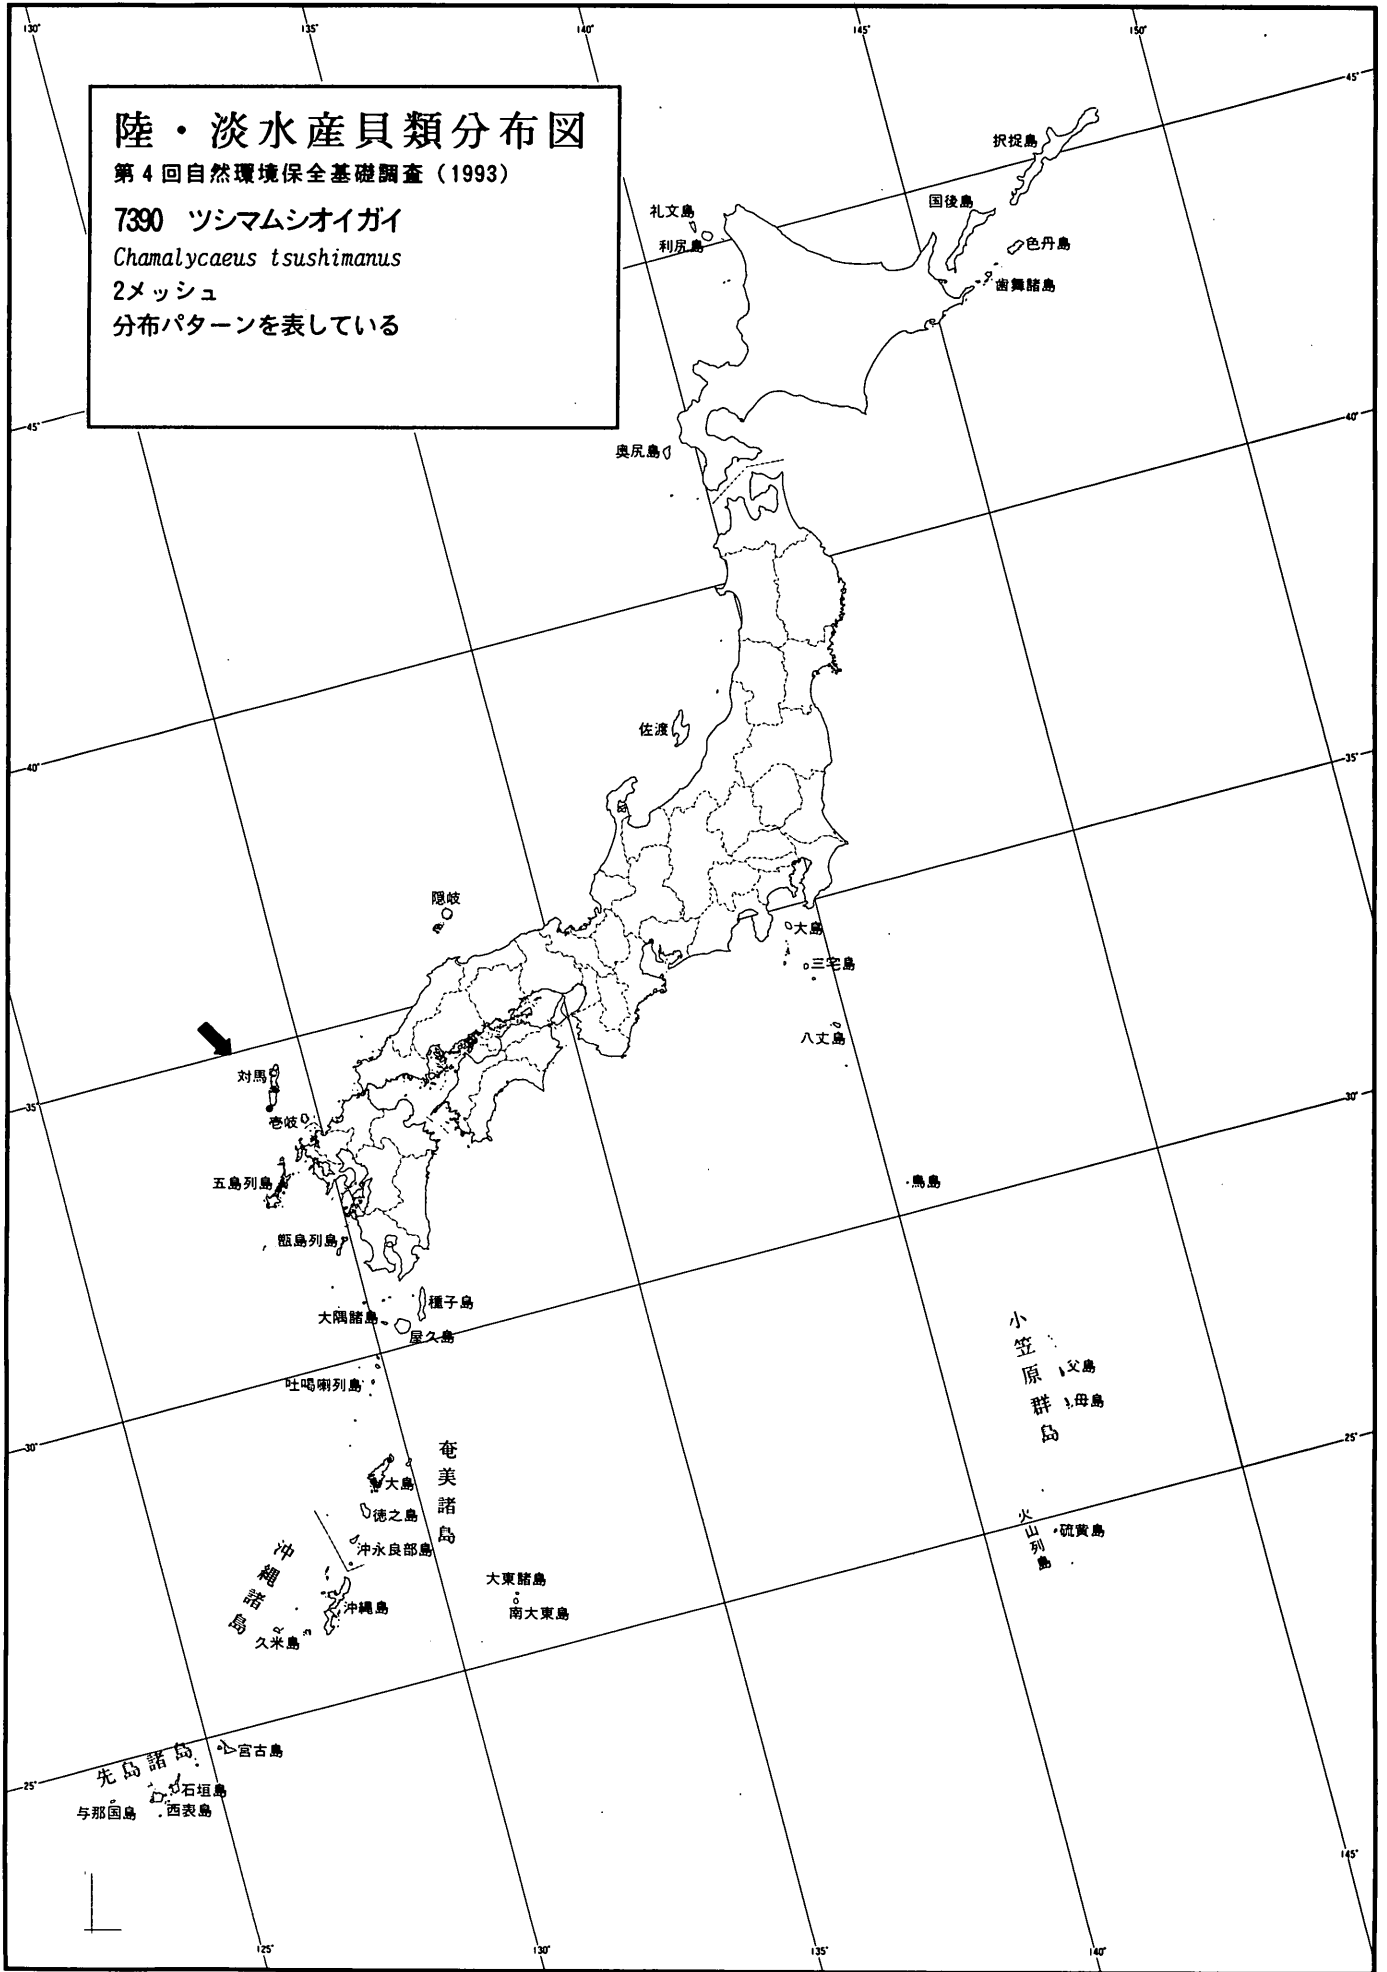 陸・淡水産貝類分布図
第4回自然環境保全基礎調査(1993)
7390 ツシマムシオイガイ
Chamalycaeus tsushimanus
2メッシュ
分布パターンを表している
130°
135°
140°
145°
150°
45°
択捉島
国後島
色丹島
歯舞諸島
礼文島
利尻島
45°
40°
奥尻島
佐渡
40°
35°
隠岐
大島
三宅島
八丈島
対馬
壱岐
35°
30°
五島列島
鳥島
甑島列島
種子島
大隅諸島
屋久島
吐噶喇列島
小笠原群島
父島
母島
30°
25°
奄美諸島
大島
徳之島
沖永良部島
火山列島
硫黄島
沖縄諸島
沖縄島
久米島
大東諸島
南大東島
先島諸島
宮古島
石垣島
西表島
与那国島
25°
145°
125°
130°
135°
140°